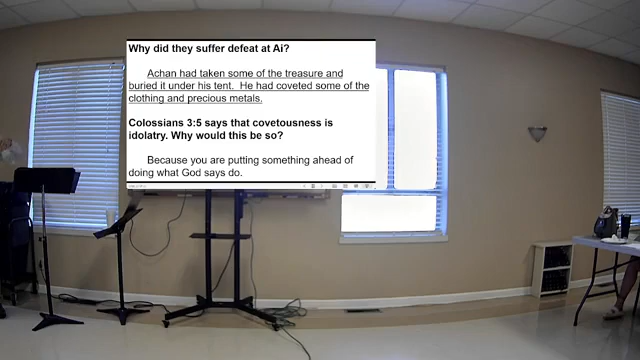 Why did they suffer defeat at Ai?
Achan had taken some of the treasure and
buried it under his tent.  He had coveted some of the
clothing and precious metals.
Colossians 3:5 says that covetousness is
idolatry. Why would this be so?
Because you are putting something ahead of
doing what God says do.